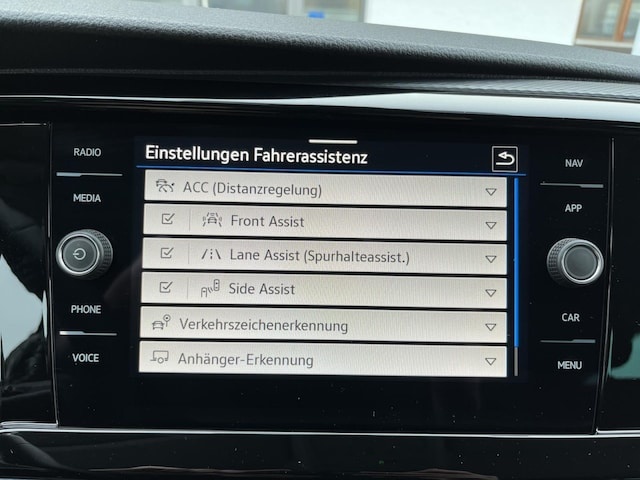 Einstellungen Fahrerassistenz
RADIO
MEDIA
PHONE
VOICE
ACC (Distanzregelung)
Front Assist
Lane Assist (Spurhalteassist.)
Side Assist
Verkehrszeichenerkennung
Anhänger-Erkennung
NAV
APP
CAR
MENU